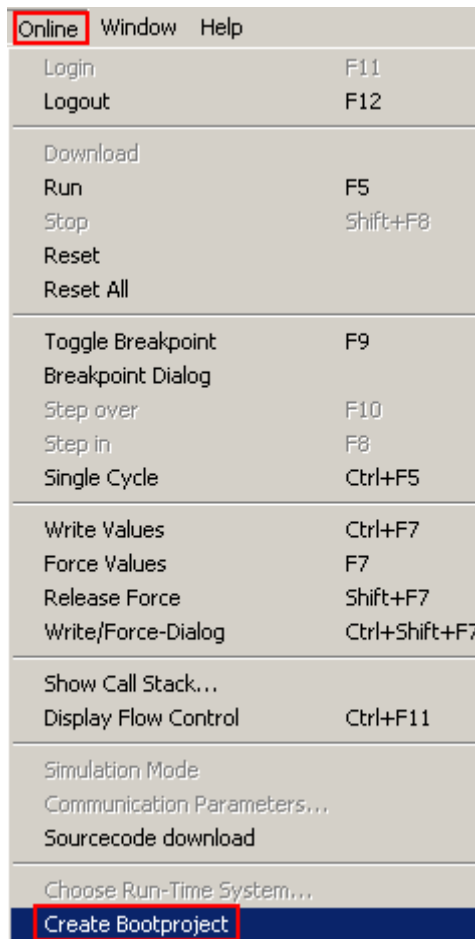 Online Window Help
Login F11
Logout F12
Download
Run F5
Stop Shift+F8
Reset
Reset All
Toggle Breakpoint F9
Breakpoint Dialog
Step over F10
Step in F8
Single Cycle Ctrl+F5
Write Values Ctrl+F7
Force Values F7
Release Force Shift+F7
Write/Force-Dialog Ctrl+Shift+F7
Show Call Stack...
Display Flow Control Ctrl+F11
Simulation Mode
Communication Parameters...
Sourcecode download
Choose Run-Time System...
Create Bootproject